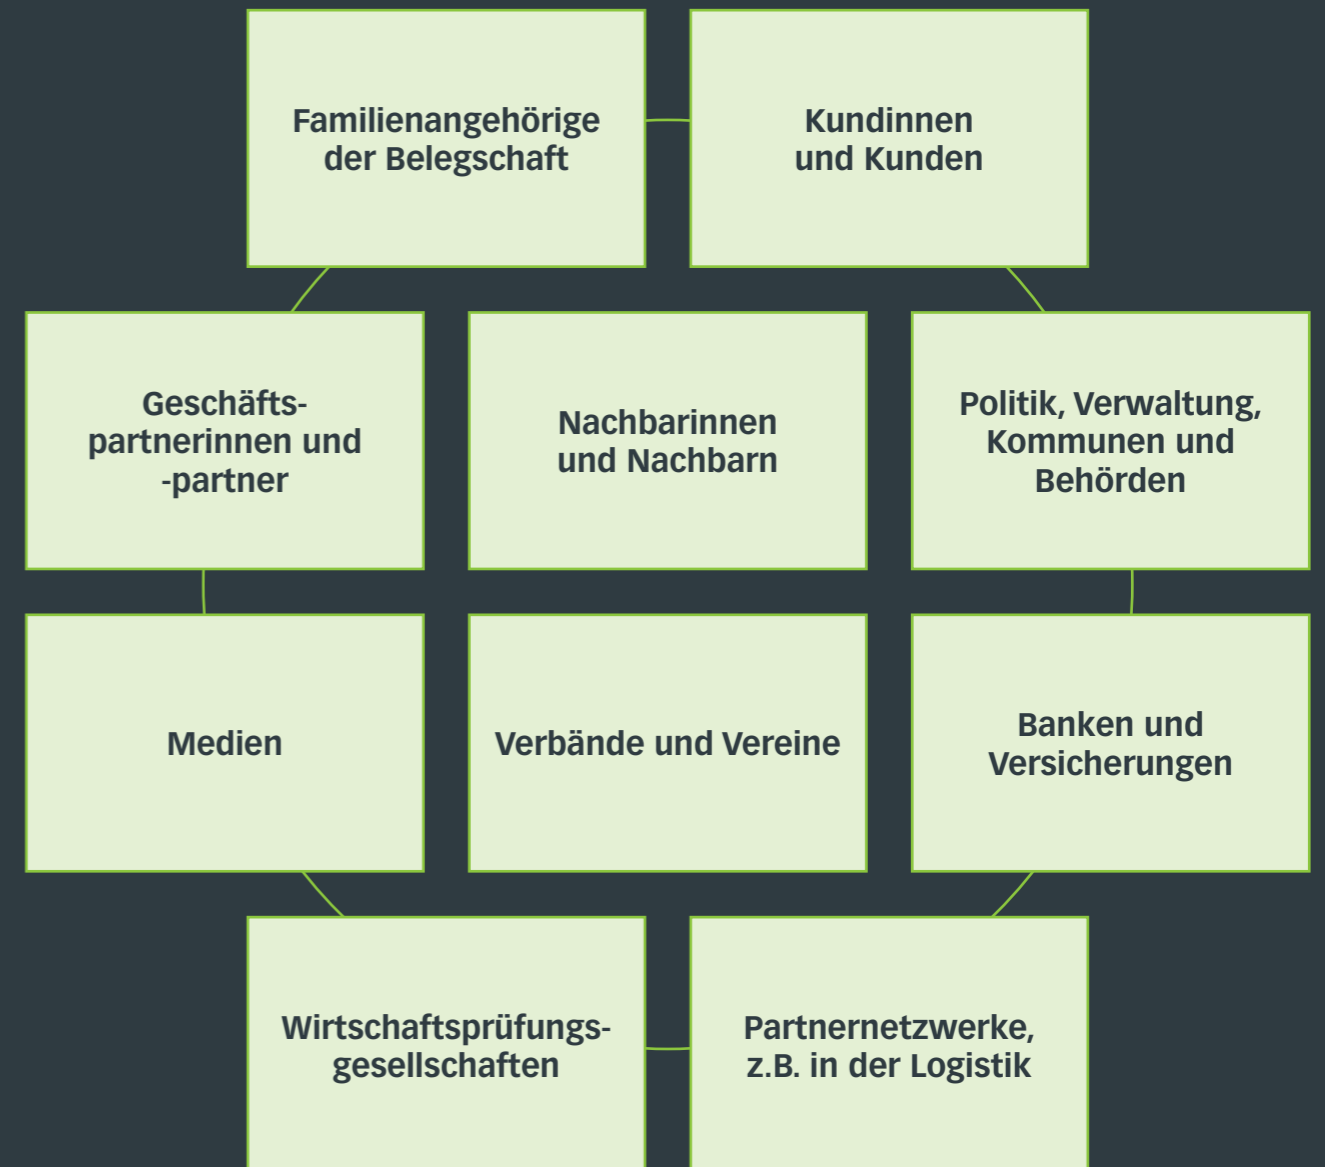 Familienangehörige
der Belegschaft
Kundinnen
und Kunden
Geschäfts-
partnerinnen und
-partner
Nachbarinnen
und Nachbarn
Politik, Verwaltung,
Kommunen und
Behörden
Medien
Verbände und Vereine
Banken und
Versicherungen
Wirtschaftsprüfungs-
gesellschaften
Partnernetzwerke,
z.B. in der Logistik